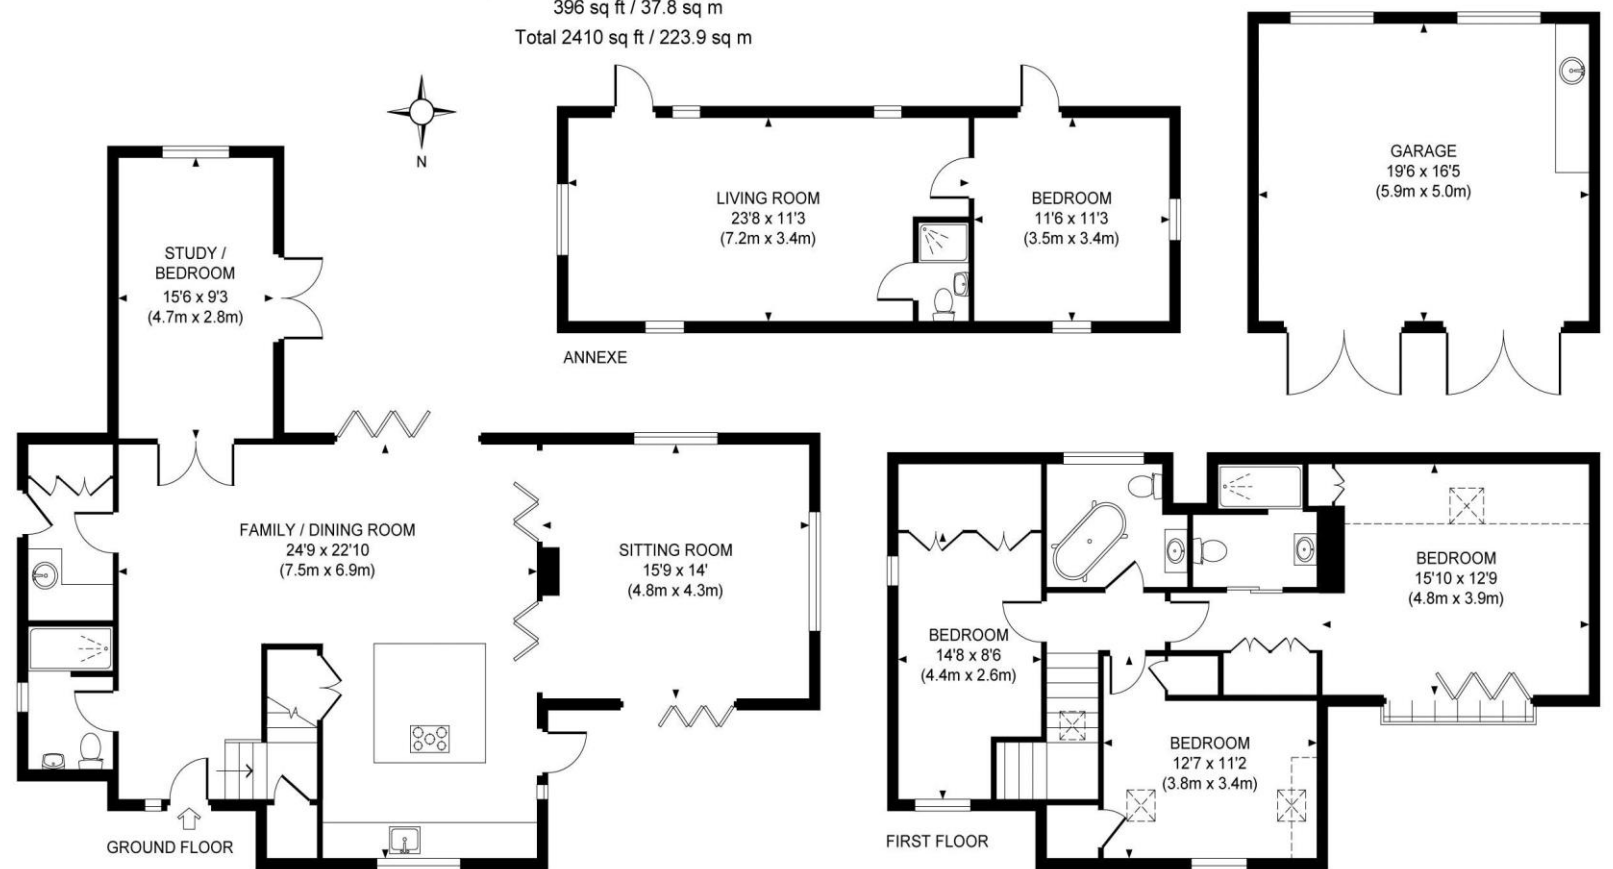 396 sq ft / 37.8 sq m
Total 2410 sq ft / 223.9 sq m
N
LIVING ROOM
23'8 x 11'3
(7.2m x 3.4m)
BEDROOM
11'6 x 11'3
(3.5m x 3.4m)
ANNEXE
GARAGE
19'6 x 16'5
(5.9m x 5.0m)
STUDY /
BEDROOM
15'6 x 9'3
(4.7m x 2.8m)
FAMILY / DINING ROOM
24'9 x 22'10
(7.5m x 6.9m)
SITTING ROOM
15'9 x 14'
(4.8m x 4.3m)
GROUND FLOOR
BEDROOM
14'8 x 8'6
(4.4m x 2.6m)
BEDROOM
15'10 x 12'9
(4.8m x 3.9m)
BEDROOM
12'7 x 11'2
(3.8m x 3.4m)
FIRST FLOOR